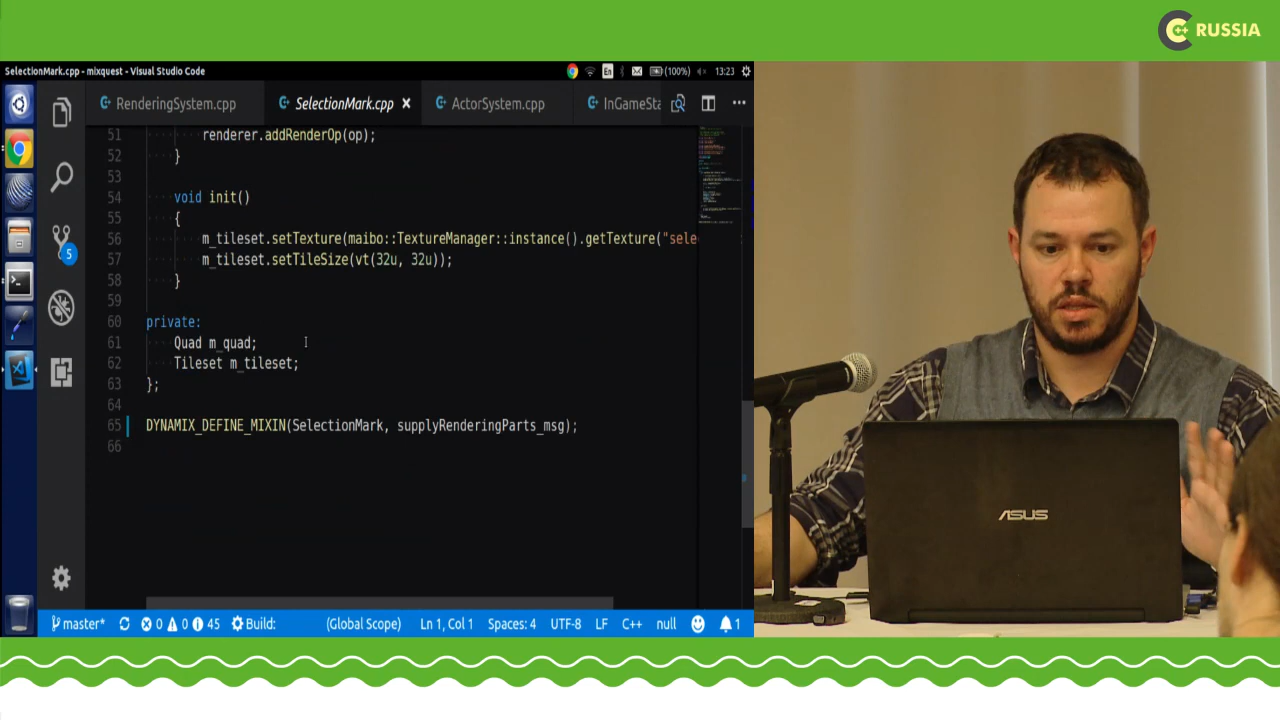 C++ RUSSIA
SelectionMark.cpp - mixquest - Visual Studio Code
En
(100%)
13:23
RenderingSystem.cpp
SelectionMark.cpp ×
ActorSystem.cpp
InGameSta
51 renderer.addRenderOp(op);
52 }
53
54 void init()
55 {
56 m_tileset.setTexture(maibo::TextureManager::instance().getTexture("sele
57 m_tileset.setTileSize(vt(32u, 32u));
58 }
59
60 private:
61 Quad m_quad;
62 Tileset m_tileset;
63 };
64
65 DYNAMIX_DEFINE_MIXIN(SelectionMark, supplyRenderingParts_msg);
66
5
master* 0 0 45 Build: (Global Scope) Ln 1, Col 1 Spaces: 4 UTF-8 LF C++ null 1
ASUS